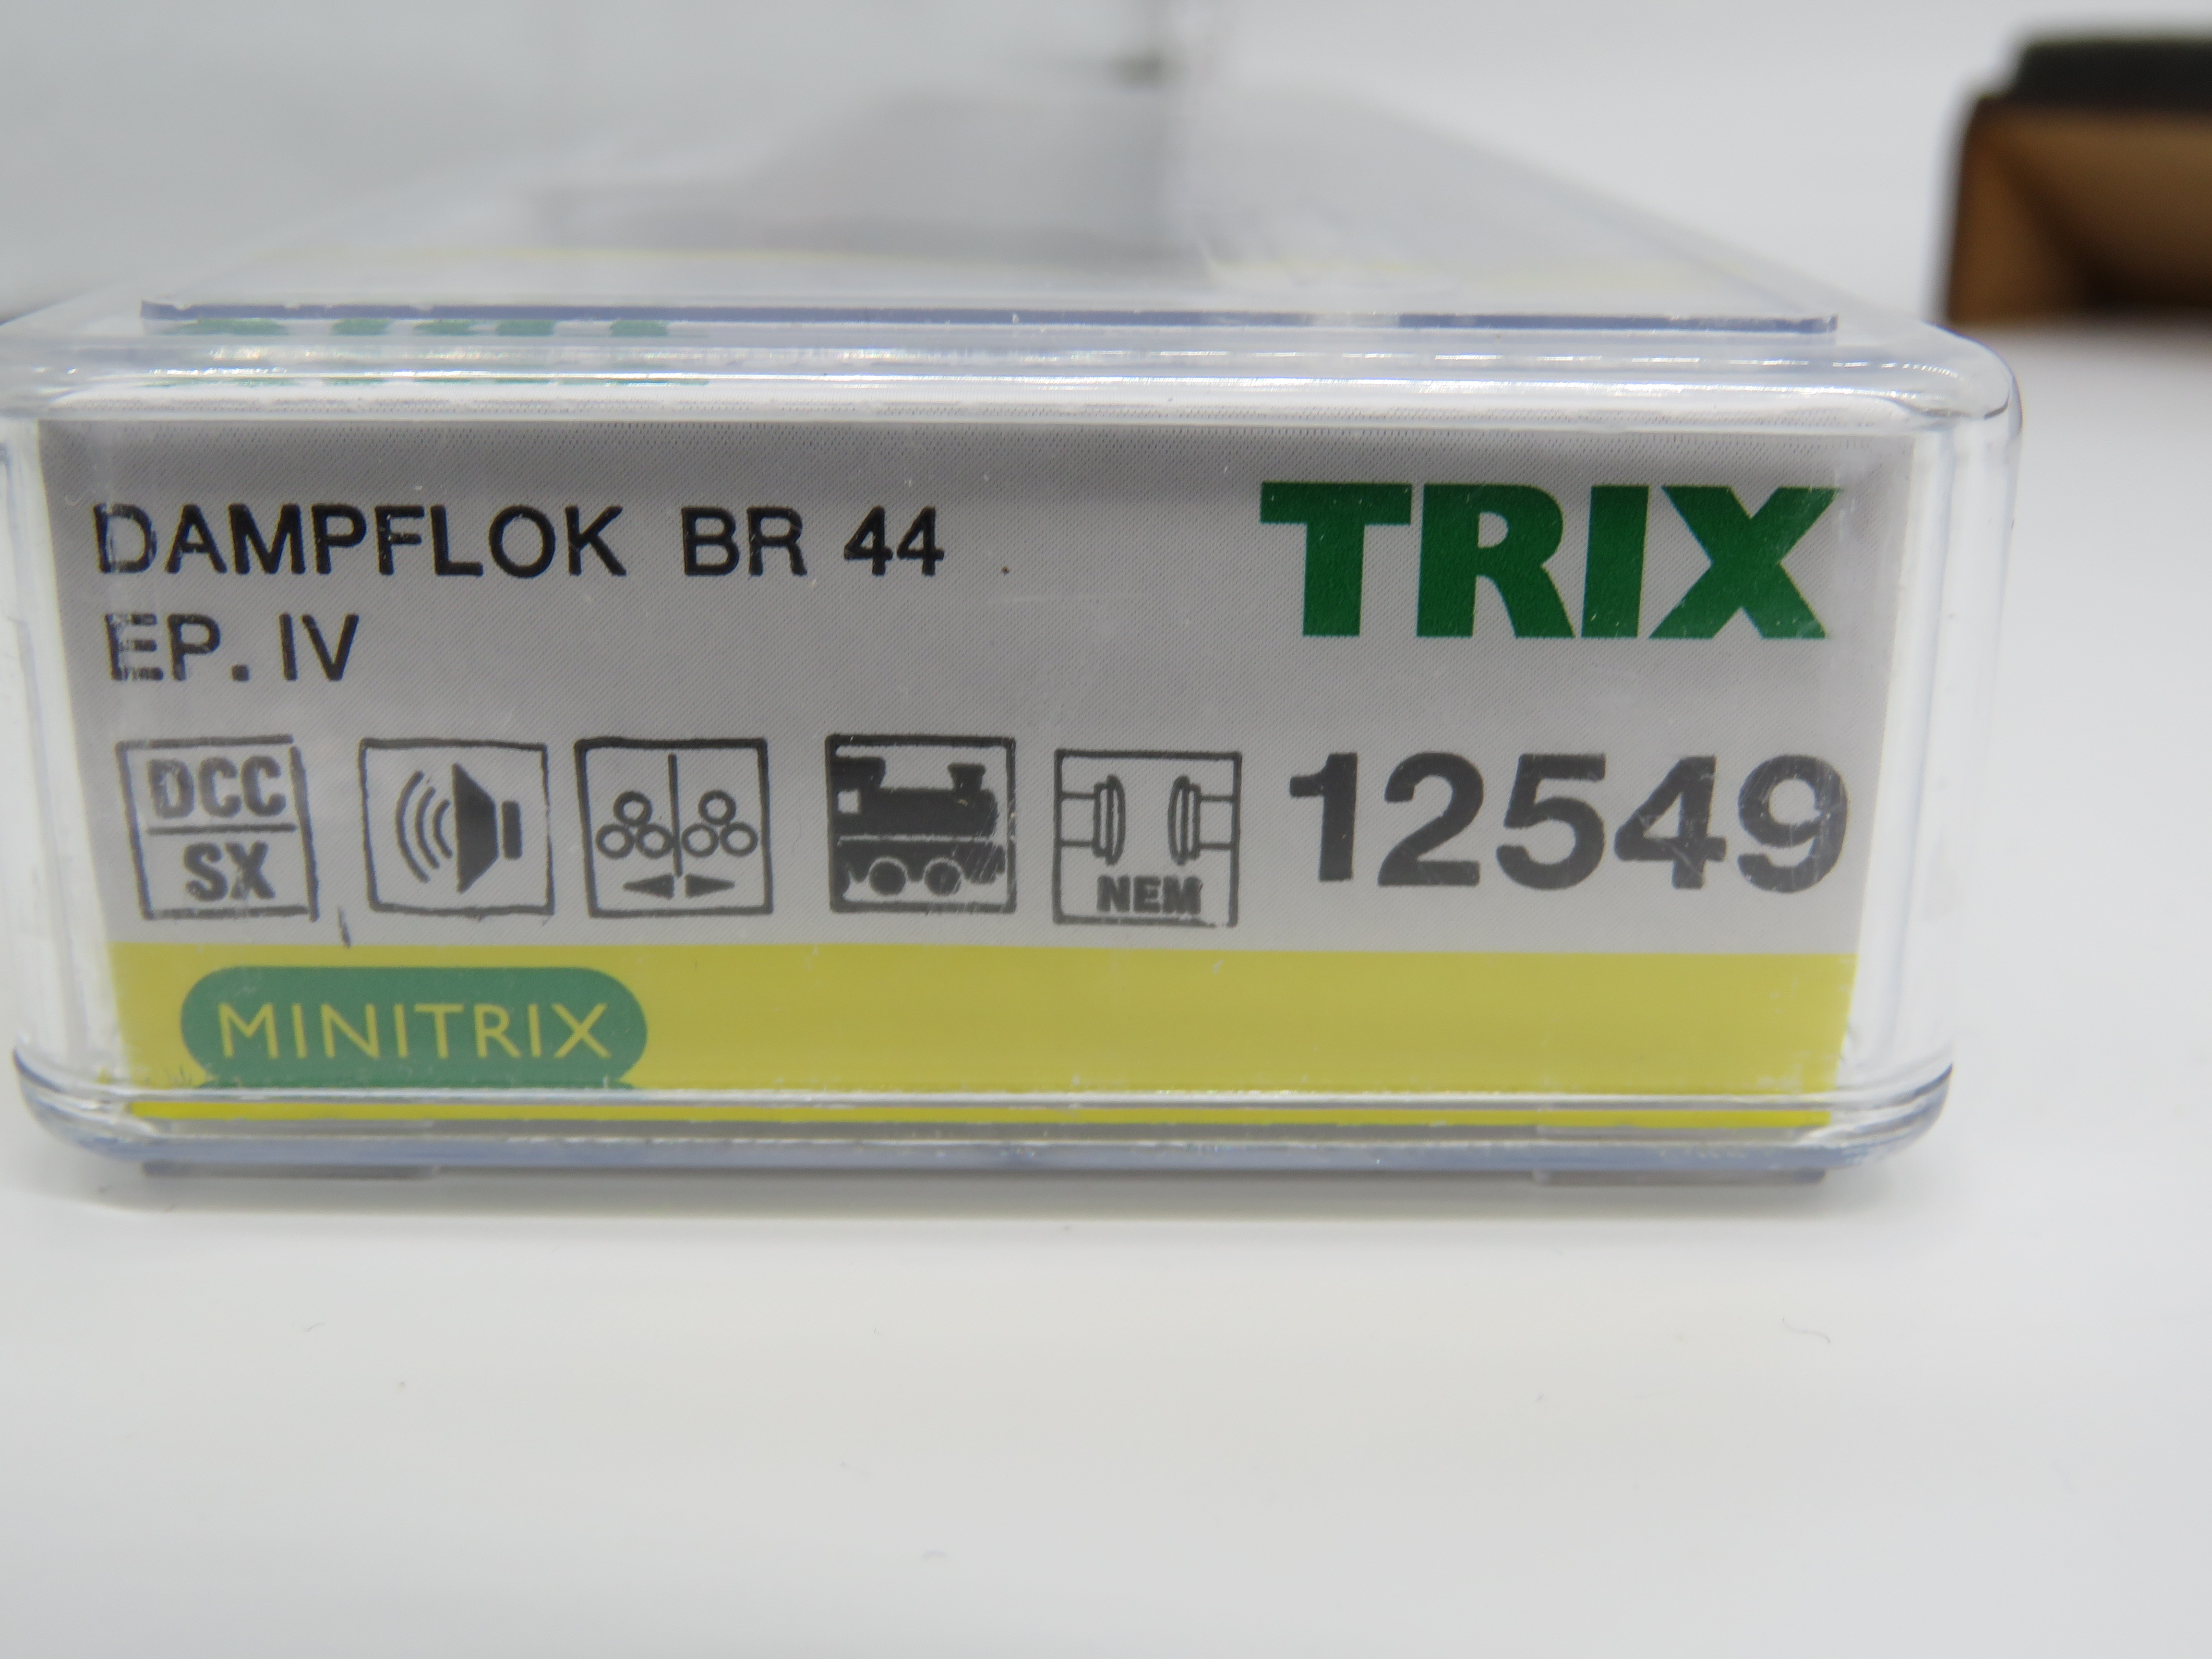 DAMPFLOK BR 44
TRIX
EP. IV
DCC
SX
NEM
12549
MINITRIX